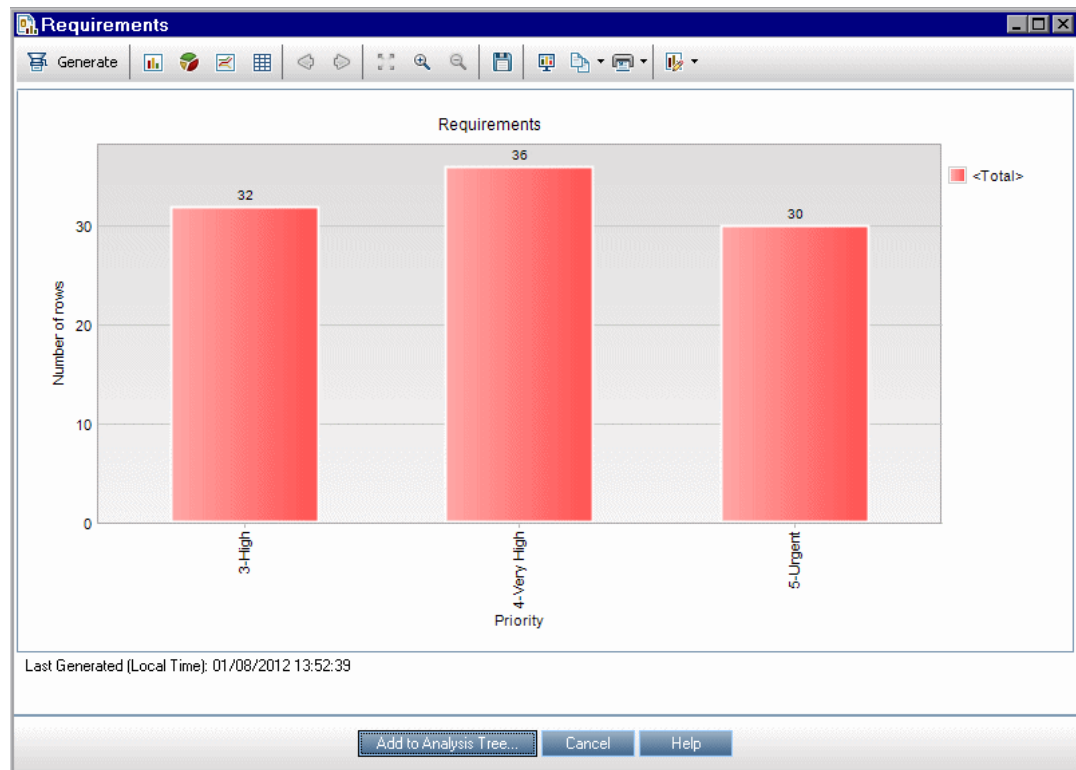 Requirements
Generate
Requirements
<Total>
36
32
30
30
20
10
0
Number of rows
3-High
4-Very High
5-Urgent
Priority
Last Generated (Local Time): 01/08/2012 13:52:39
Add to Analysis Tree...
Cancel
Help